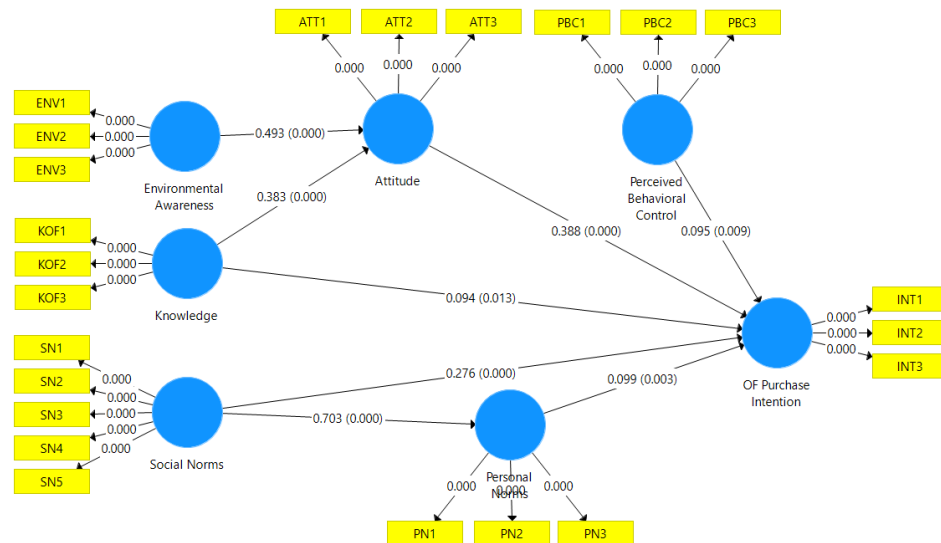 ATT1
ATT2
ATT3
PBC1
PBC2
PBC3
0.000
0.000
0.000
0.000
0.000
0.000
ENV1
ENV2
ENV3
0.000
0.000
0.000
0.493 (0.000)
Environmental
Awareness
Attitude
Perceived
Behavioral
Control
0.383 (0.000)
KOF1
KOF2
KOF3
0.000
0.000
0.000
Knowledge
0.388 (0.000)
0.095 (0.009)
0.094 (0.013)
INT1
INT2
INT3
0.000
0.000
0.000
OF Purchase
Intention
SN1
SN2
SN3
SN4
SN5
0.000
0.000
0.000
0.000
0.000
Social Norms
0.276 (0.000)
0.703 (0.000)
0.099 (0.003)
Personal
Norms
0.000
0.000
0.000
PN1
PN2
PN3